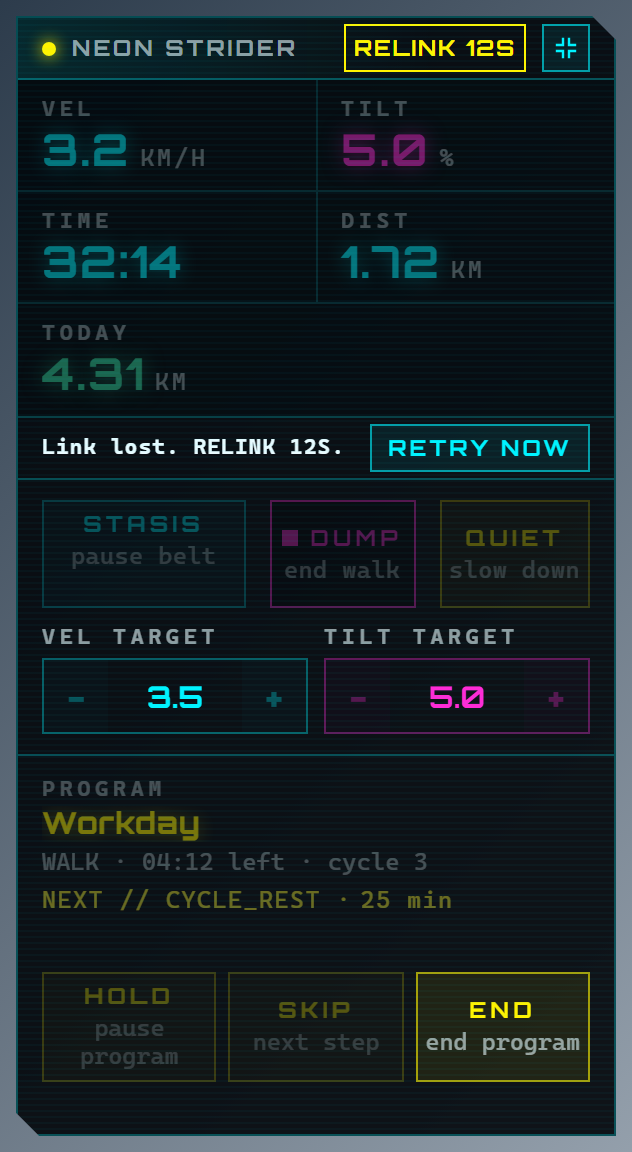 NEON STRIDER RELINK 12S
VEL TILT
3.2 KM/H 5.0 %
TIME DIST
32:14 1.72 KM
TODAY
4.31 KM
Link lost. RELINK 12S. RETRY NOW
STASIS DUMP QUIET
pause belt end walk slow down
VEL TARGET TILT TARGET
− 3.5 + − 5.0 +
PROGRAM
Workday
WALK · 04:12 left · cycle 3
NEXT // CYCLE_REST · 25 min
HOLD SKIP END
pause program next step end program